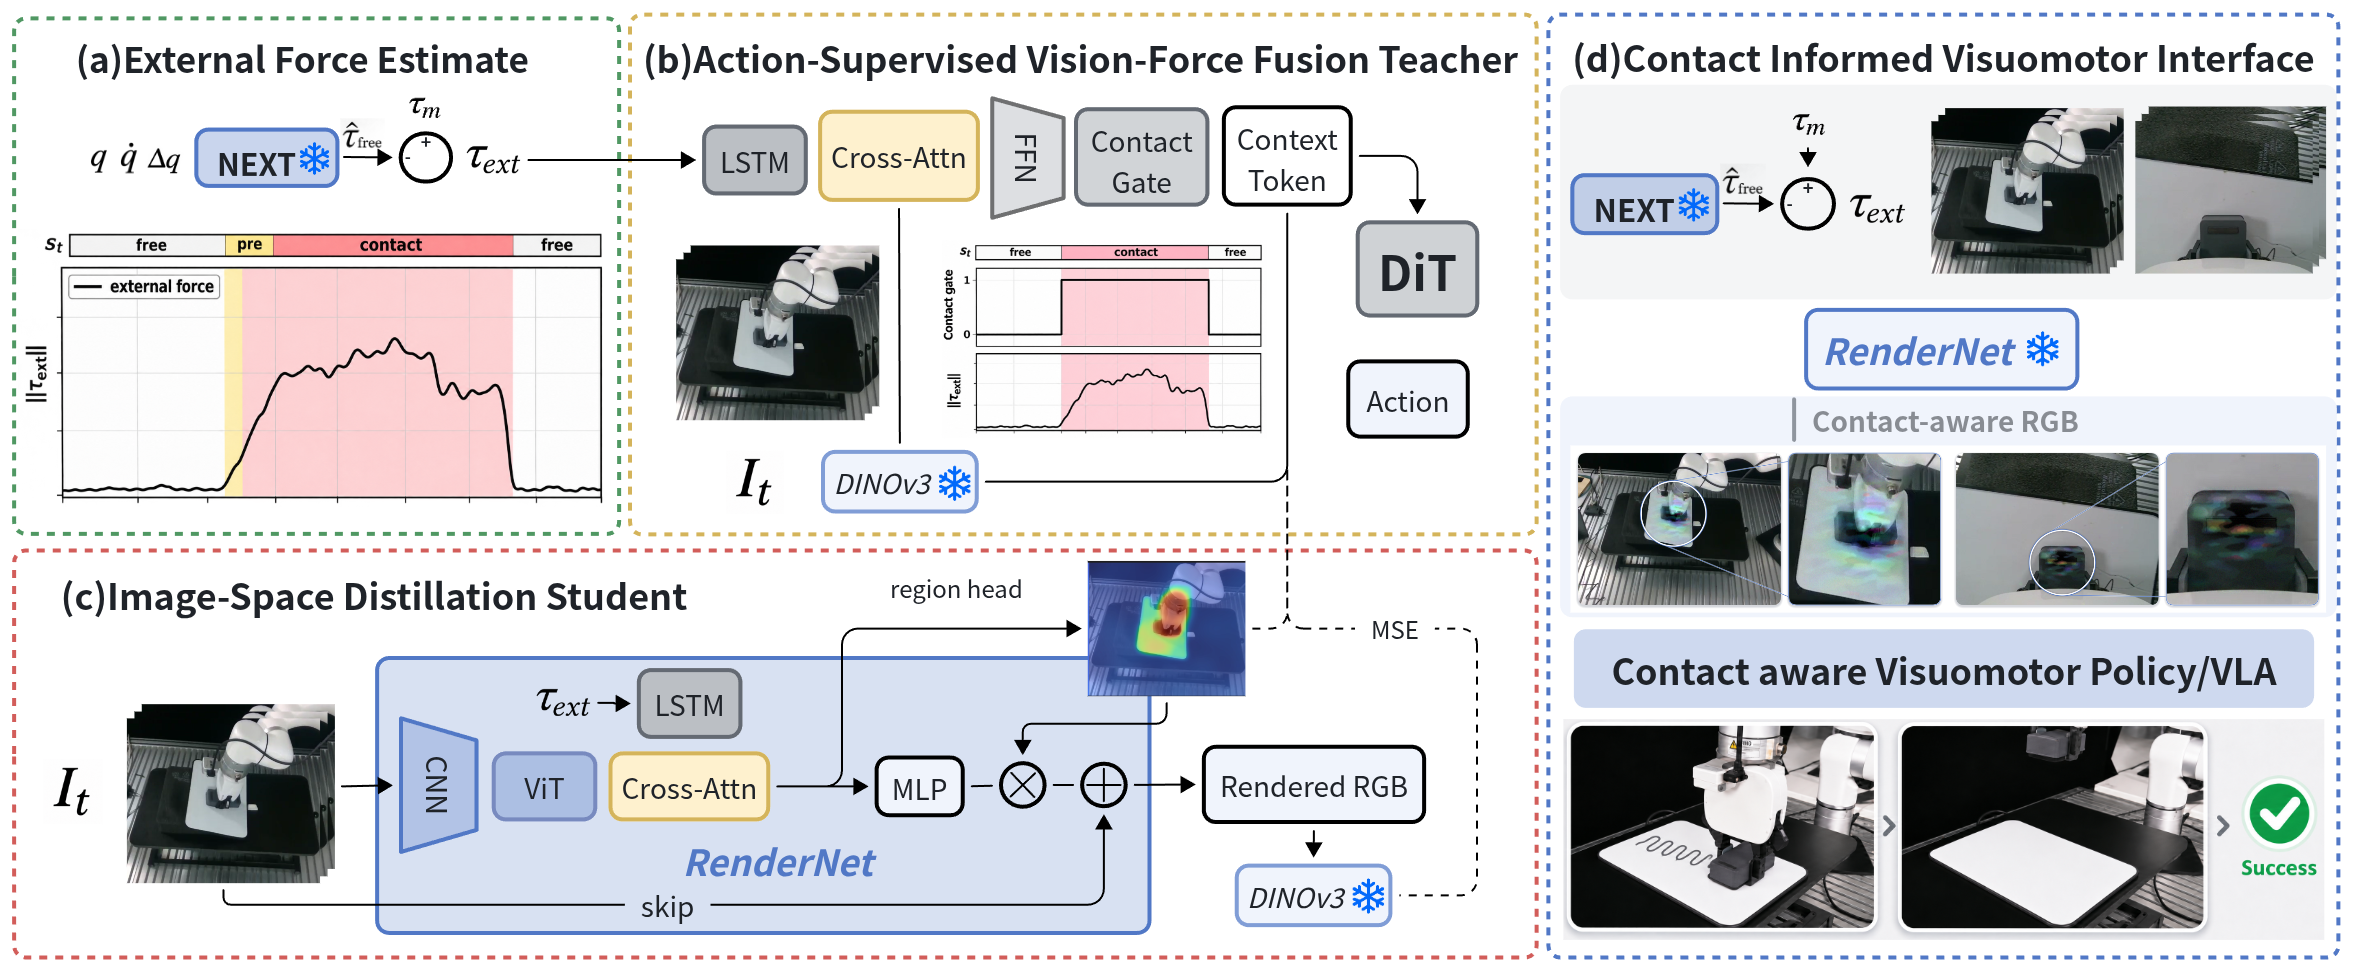 (a)External Force Estimate
τm
q q̇ Δq NEXT τ̂free + - τext
st free pre contact free
external force
||τext||
(b)Action-Supervised Vision-Force Fusion Teacher
LSTM
Cross-Attn
FFN
Contact
Gate
Context
Token
DiT
Action
st free contact free
Contact gate
1
0
||τext||
It
DINOv3
(c)Image-Space Distillation Student
region head
MSE
τext
LSTM
It
CNN
ViT
Cross-Attn
MLP
Rendered RGB
RenderNet
skip
DINOv3
(d)Contact Informed Visuomotor Interface
τm
NEXT τ̂free + - τext
RenderNet
Contact-aware RGB
Contact aware Visuomotor Policy/VLA
Success